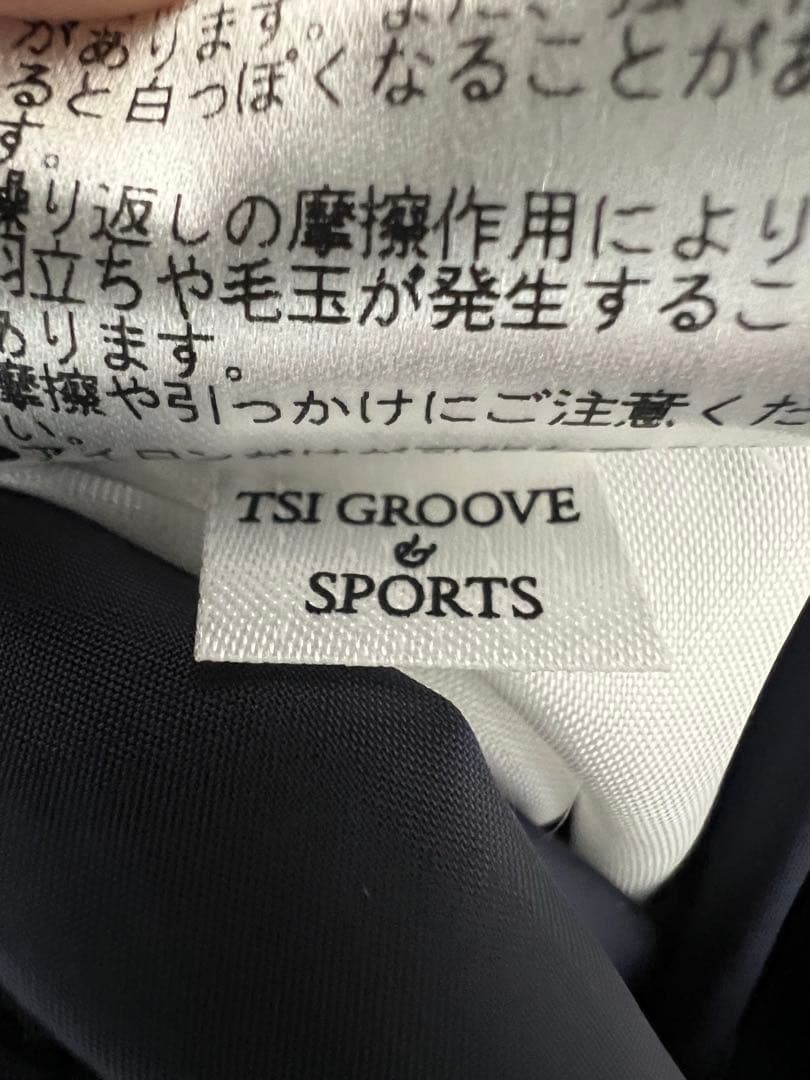 があります。また、
ると白っぽくなることがあ
す。
繰り返しの摩擦作用により
羽立ちや毛玉が発生するこ
あります。
摩擦や引っかけにご注意くた
い。
TSI GROOVE
&
SPORTS